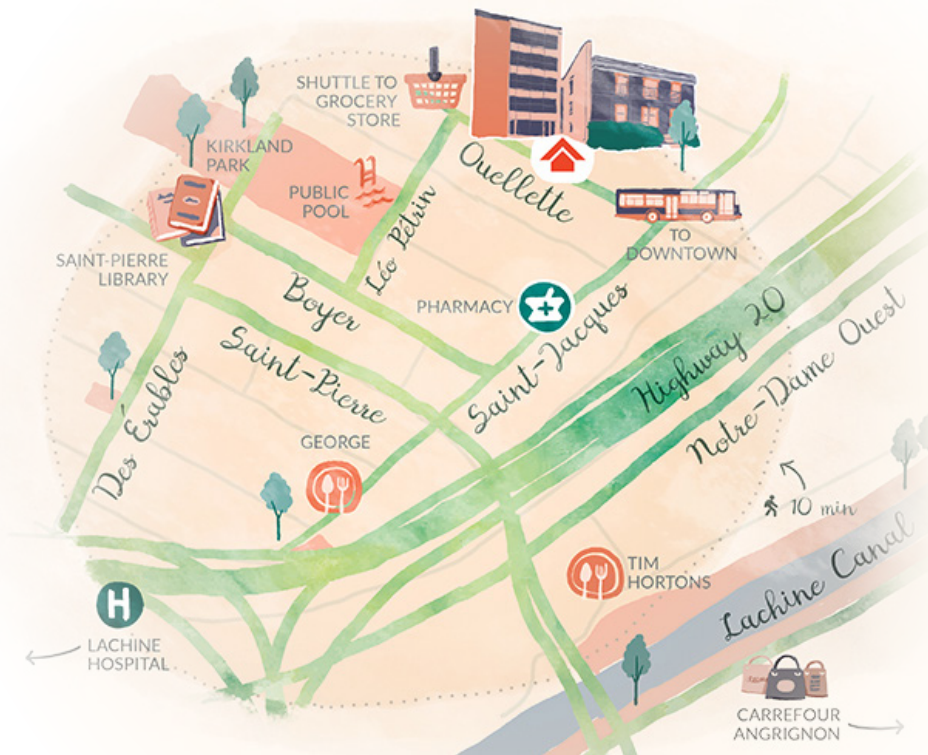 SHUTTLE TO
GROCERY
STORE
KIRKLAND
PARK
Ouellette
PUBLIC
POOL
Léo Pétrin
TO
DOWNTOWN
SAINT-PIERRE
LIBRARY
Boyer
PHARMACY
Saint-Jacques
Highway 20
Saint-Pierre
Notre-Dame Ouest
Des Érables
GEORGE
10 min
TIM
HORTONS
Lachine Canal
H
LACHINE
HOSPITAL
CARREFOUR
ANGRIGNON